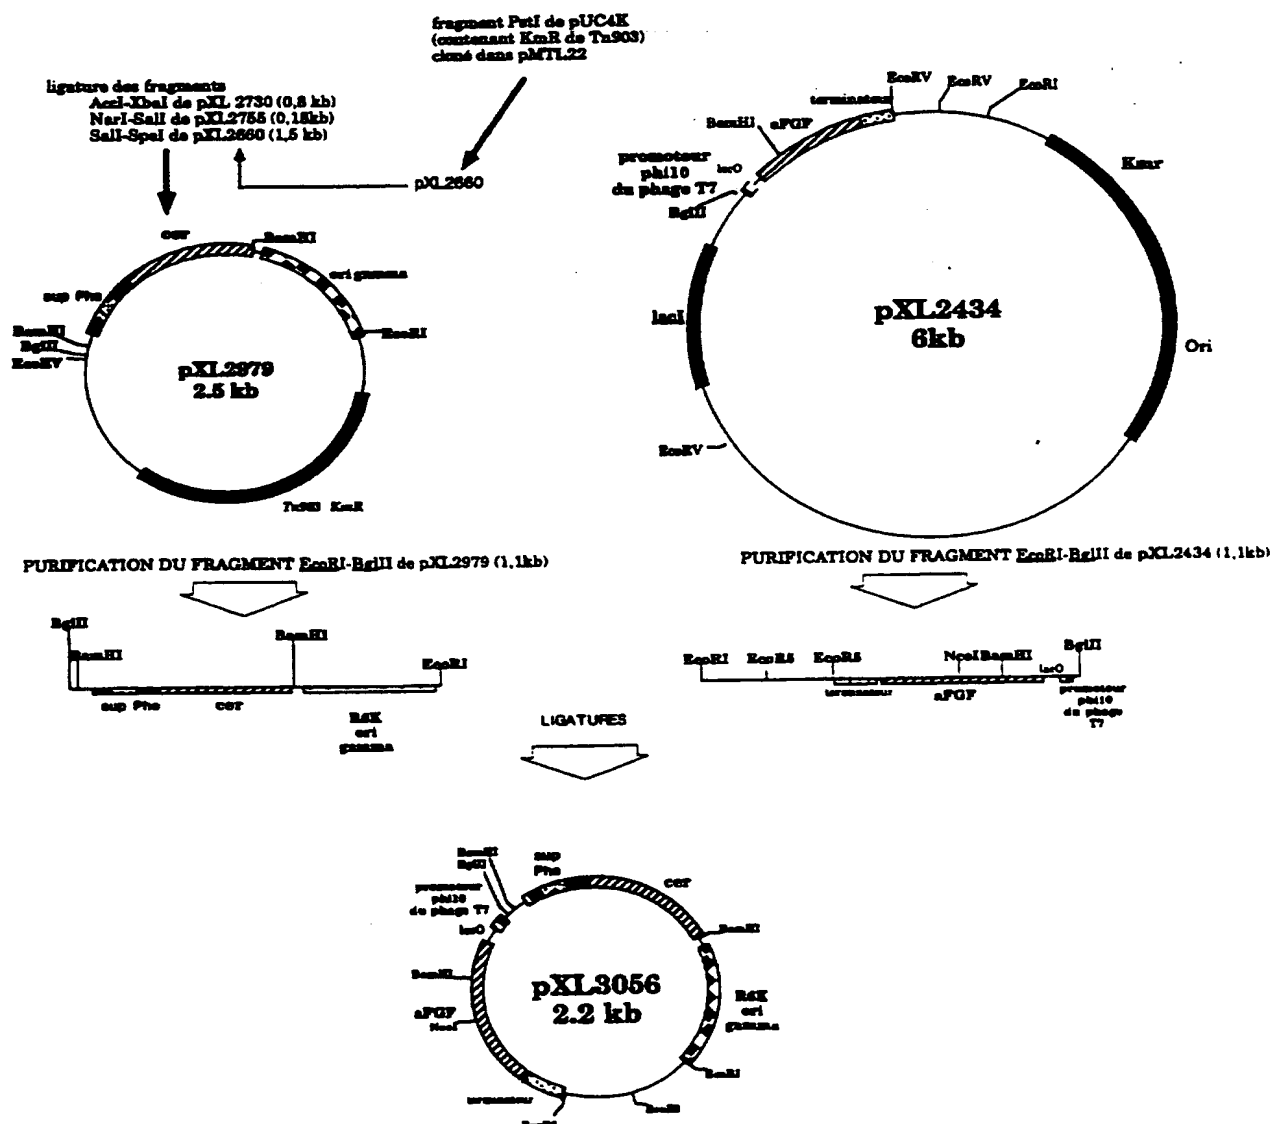 fragment PstI de pUC4K
(contenant KmR de Tn903)
cloné dans pMTL22
ligature des fragments
AccI-XbaI de pXL 2730 (0,8 kb)
NarI-SalI de pXL2755 (0,15kb)
SalI-SpeI de pXL2660 (1,5 kb)
pXL2660
cer
BamHI
ori gamma
sup Phe
BamHI
BglII
EcoRV
EcoRI
pXL2979
2.5 kb
Tn903 KmR
EcoRV
EcoRV
EcoRI
terminateur
BamHI
aFGF
Kmr
promoteur
phi10
du phage T7
lacO
BglII
lacI
pXL2434
6kb
Ori
EcoRV
PURIFICATION DU FRAGMENT EcoRI-BglII de pXL2979 (1,1kb)
PURIFICATION DU FRAGMENT EcoRI-BglII de pXL2434 (1,1kb)
BglII
BamHI
BamHI
EcoRI
sup Phe
cer
R6K
ori
gamma
EcoRI
EcoR5
EcoR5
NcoI
BamHI
lacO
BglII
terminateur
aFGF
promoteur
phi10
du phage
T7
LIGATURES
BamHI
BglII
sup
Phe
cer
promoteur
phi10
du phage T7
lacO
BamHI
BamHI
pXL3056
2.2 kb
R6K
ori
gamma
aFGF
NcoI
EcoRI
terminateur